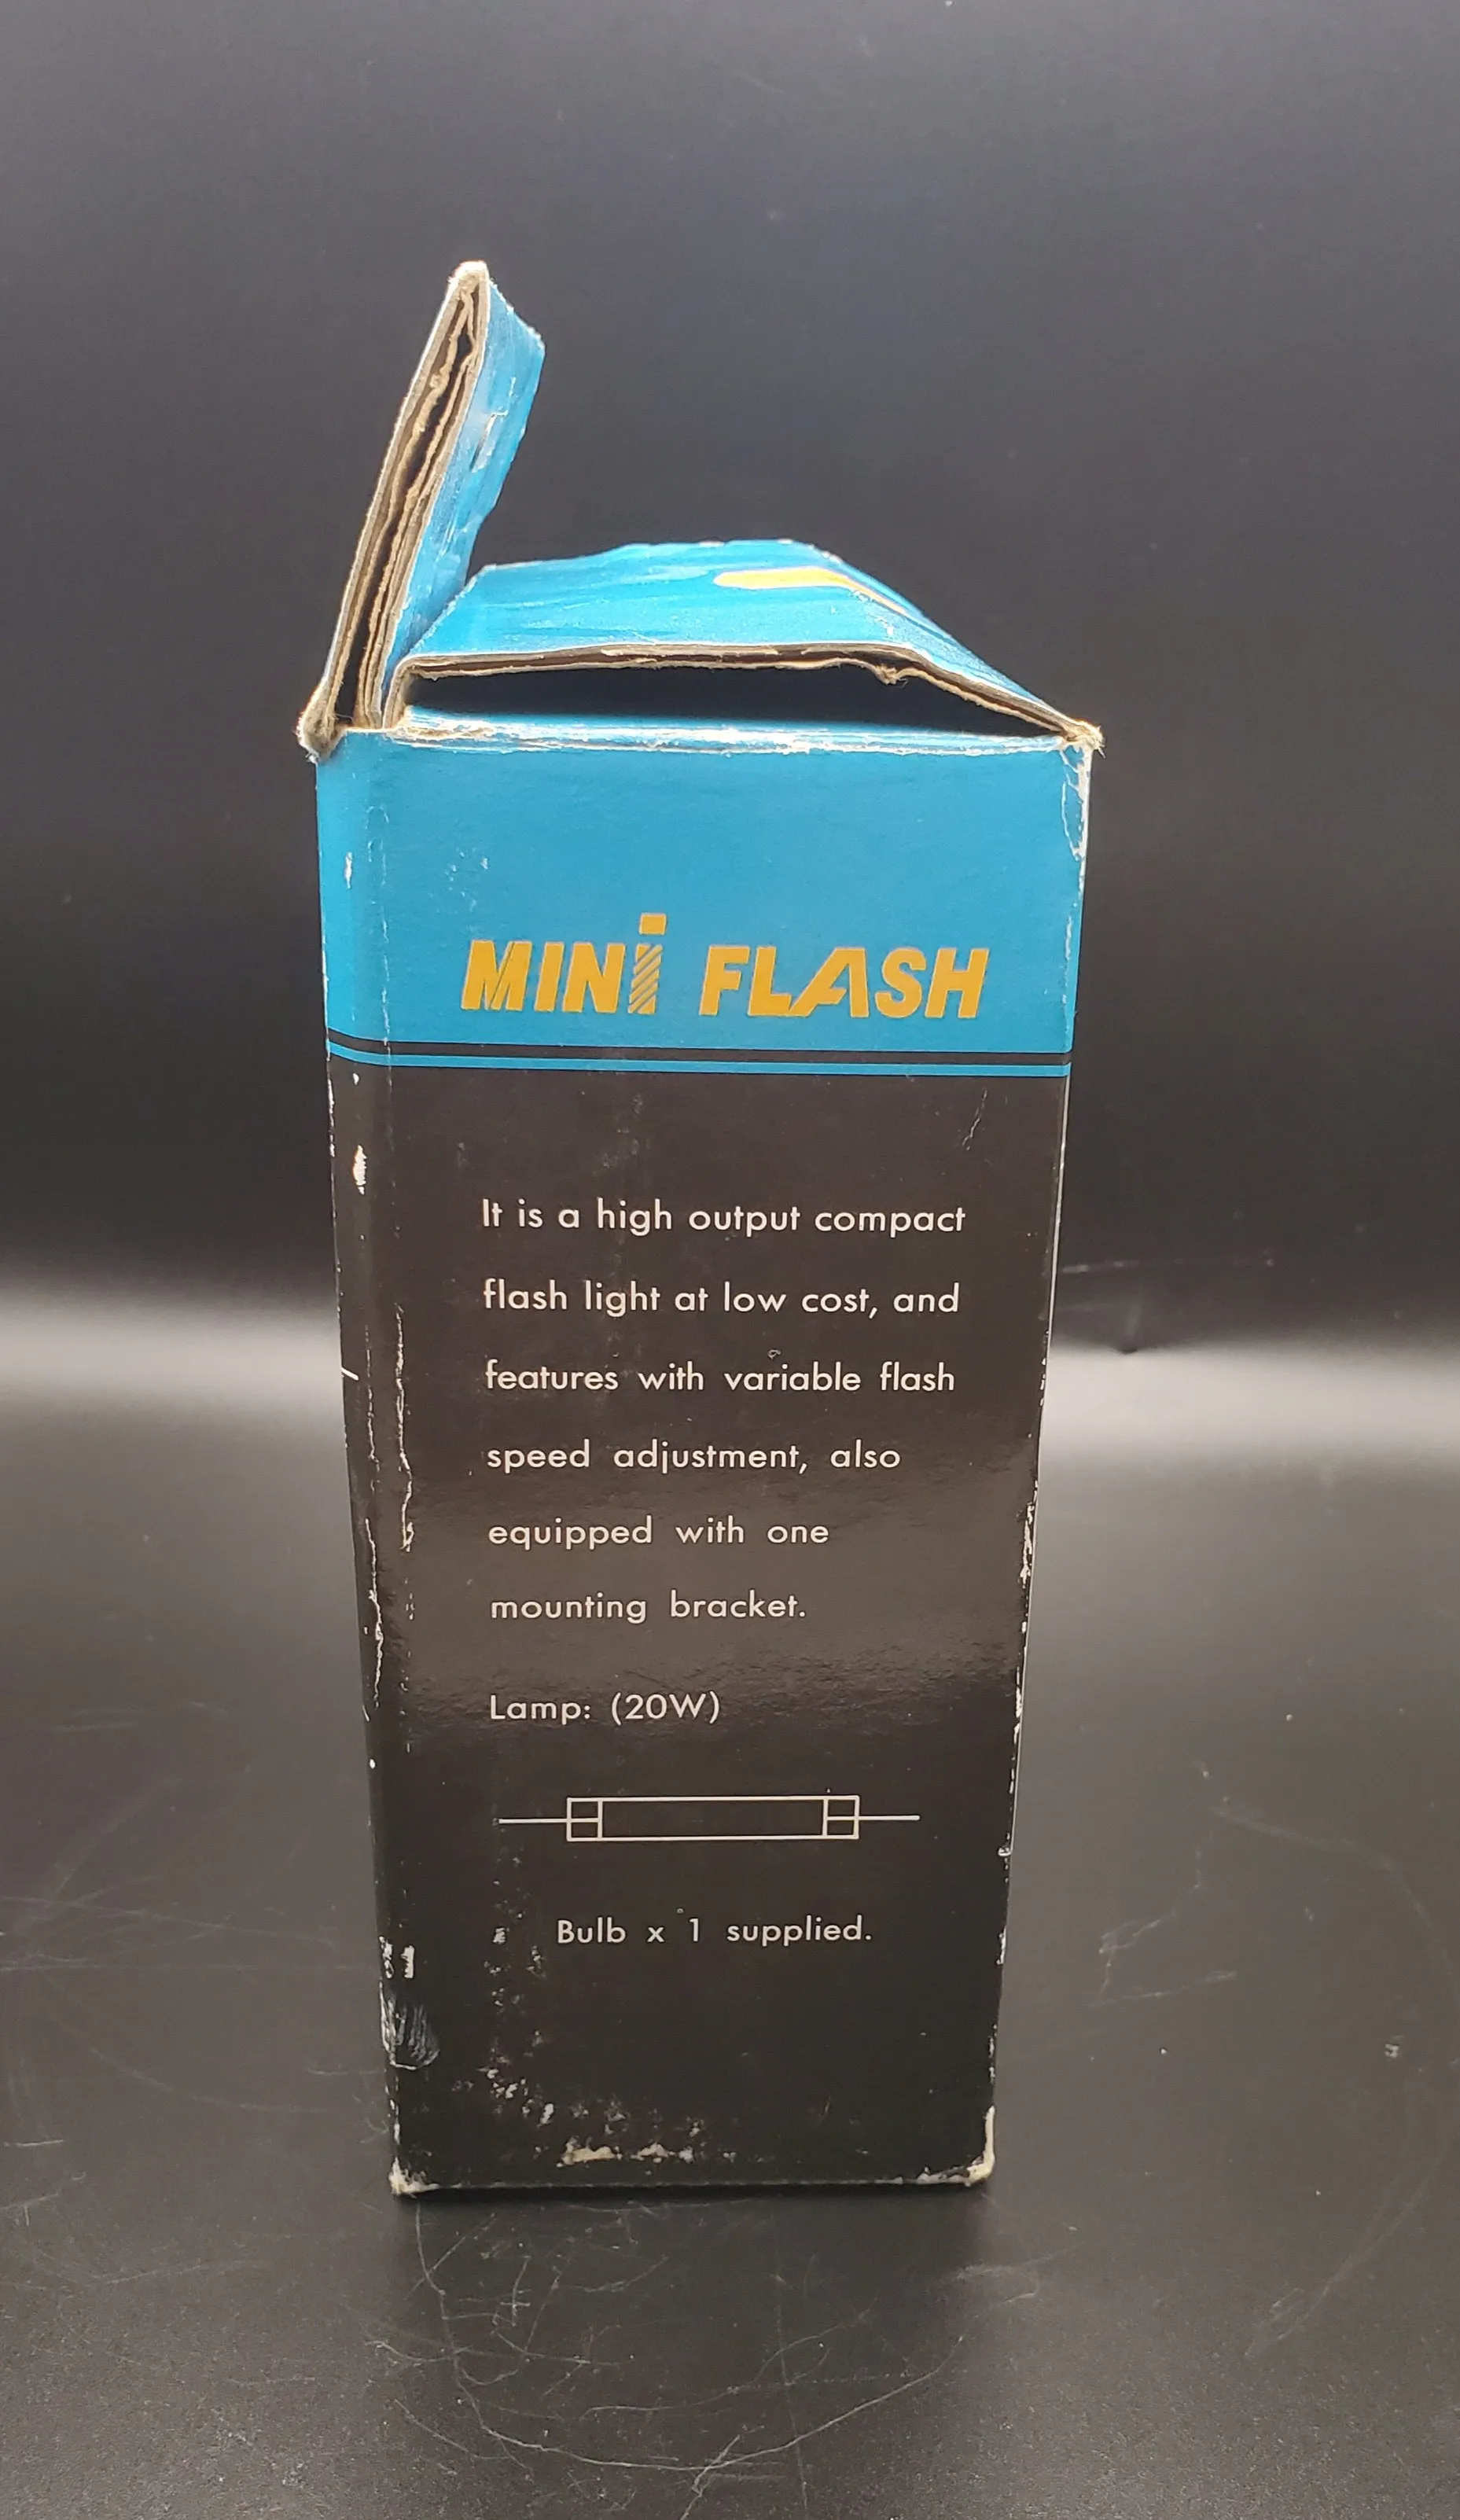 MINi FLASH
It is a high output compact
flash light at low cost, and
features with variable flash
speed adjustment, also
equipped with one
mounting bracket.
Lamp: (20W)
Bulb x 1 supplied.